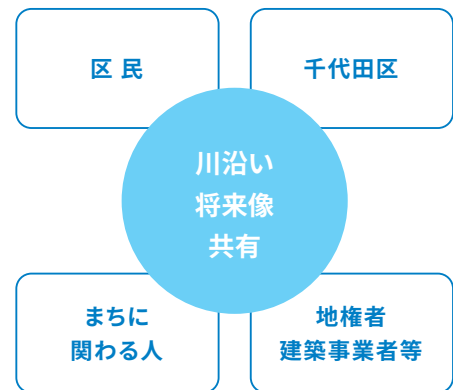 区 民
千代田区
川沿い
将来像
共有
まちに
関わる人
地権者
建築事業者等